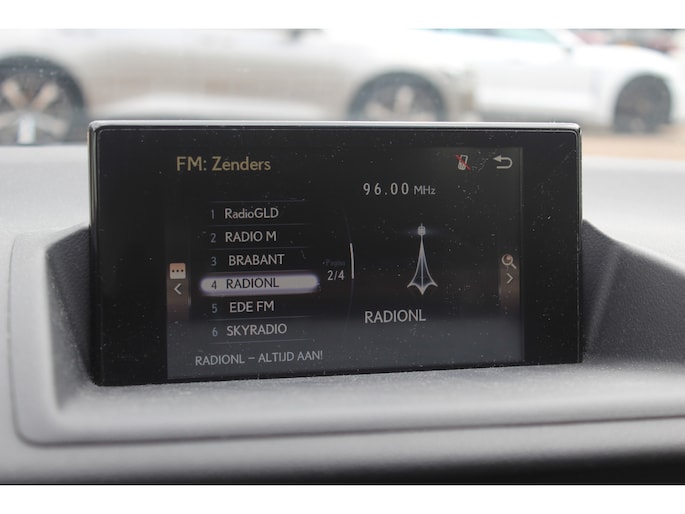 FM: Zenders
96.00 MHz
1 RadioGLD
2 RADIO M
3 BRABANT
4 RADIONL
5 EDE FM
6 SKYRADIO
2/4
RADIONL
RADIONL – ALTIJD AAN!